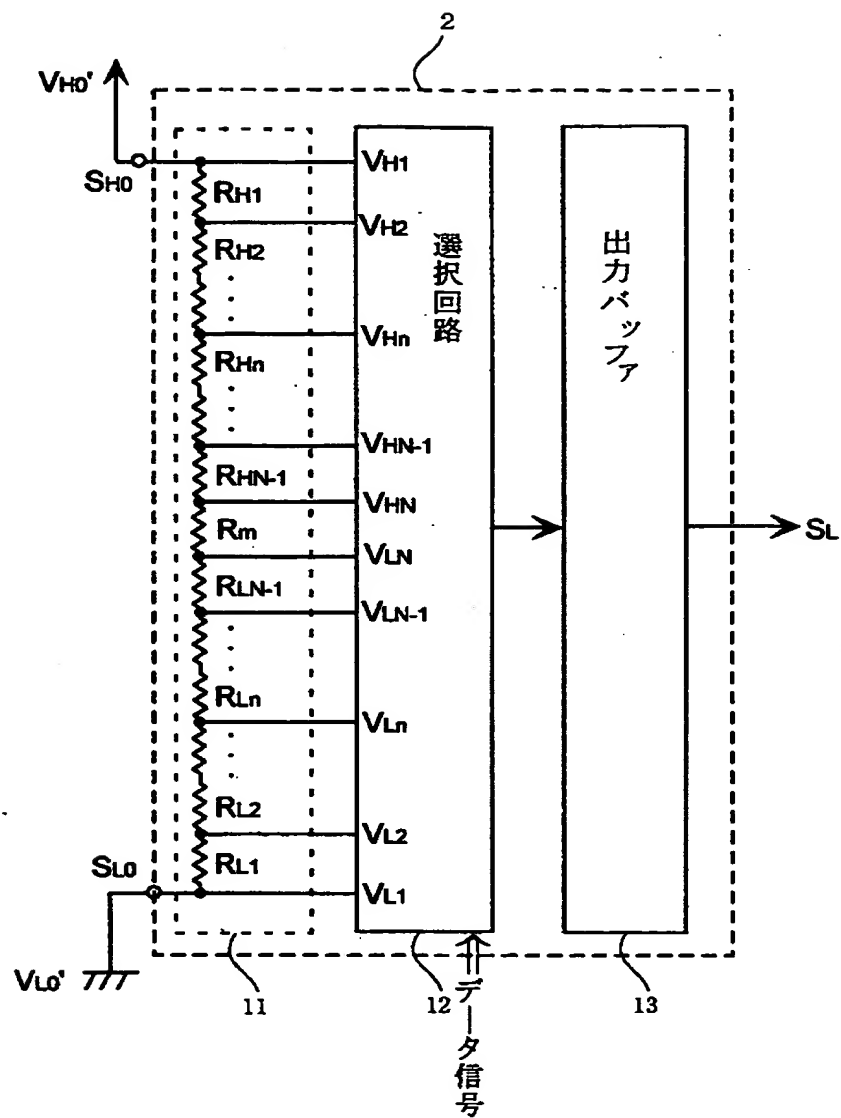 2
VH0'
SH0
VH1
RH1
VH2
RH2
VHn
RHn
VHN-1
RHN-1
VHN
Rm
VLN
RLN-1
VLN-1
RLn
VLn
RL2
VL2
SL0
RL1
VL1
VL0'
選択回路
出力バッファ
SL
11
12
13
データ信号